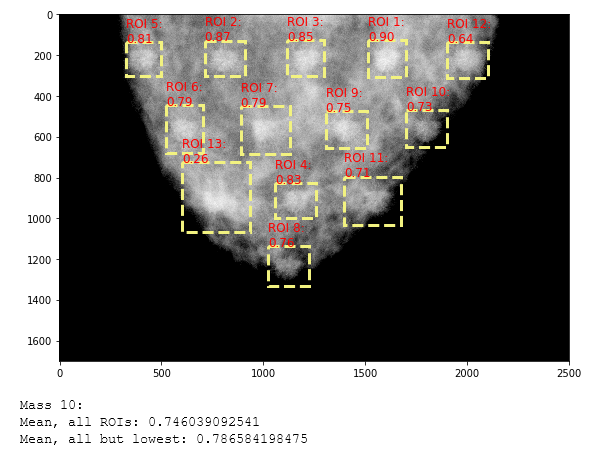 ROI 5:
0.81
ROI 2:
0.87
ROI 3:
0.85
ROI 1:
0.90
ROI 12:
0.64
ROI 6:
0.79
ROI 7:
0.79
ROI 9:
0.75
ROI 10:
0.73
ROI 13:
0.26
ROI 4:
0.83
ROI 11:
0.71
ROI 8:
0.76
0
200
400
600
800
1000
1200
1400
1600
0
500
1000
1500
2000
2500
Mass 10:
Mean, all ROIs: 0.746039092541
Mean, all but lowest: 0.786584198475